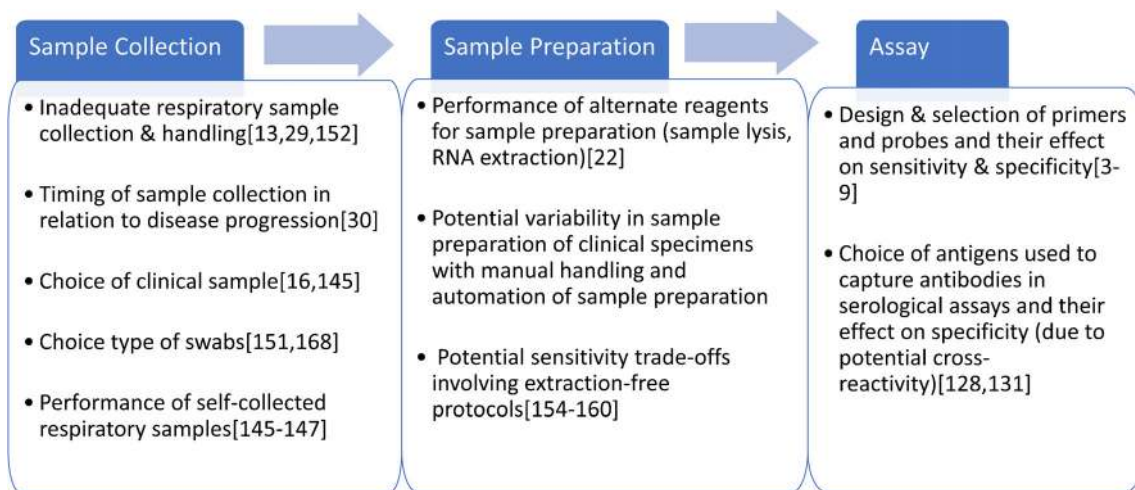 Sample Collection
• Inadequate respiratory sample
collection & handling[13,29,152]
• Timing of sample collection in
relation to disease progression[30]
• Choice of clinical sample[16,145]
• Choice type of swabs[151,168]
• Performance of self-collected
respiratory samples[145-147]
Sample Preparation
• Performance of alternate reagents
for sample preparation (sample lysis,
RNA extraction)[22]
• Potential variability in sample
preparation of clinical specimens
with manual handling and
automation of sample preparation
• Potential sensitivity trade-offs
involving extraction-free
protocols[154-160]
Assay
• Design & selection of primers
and probes and their effect
on sensitivity & specificity[3-
9]
• Choice of antigens used to
capture antibodies in
serological assays and their
effect on specificity (due to
potential cross-
reactivity)[128,131]